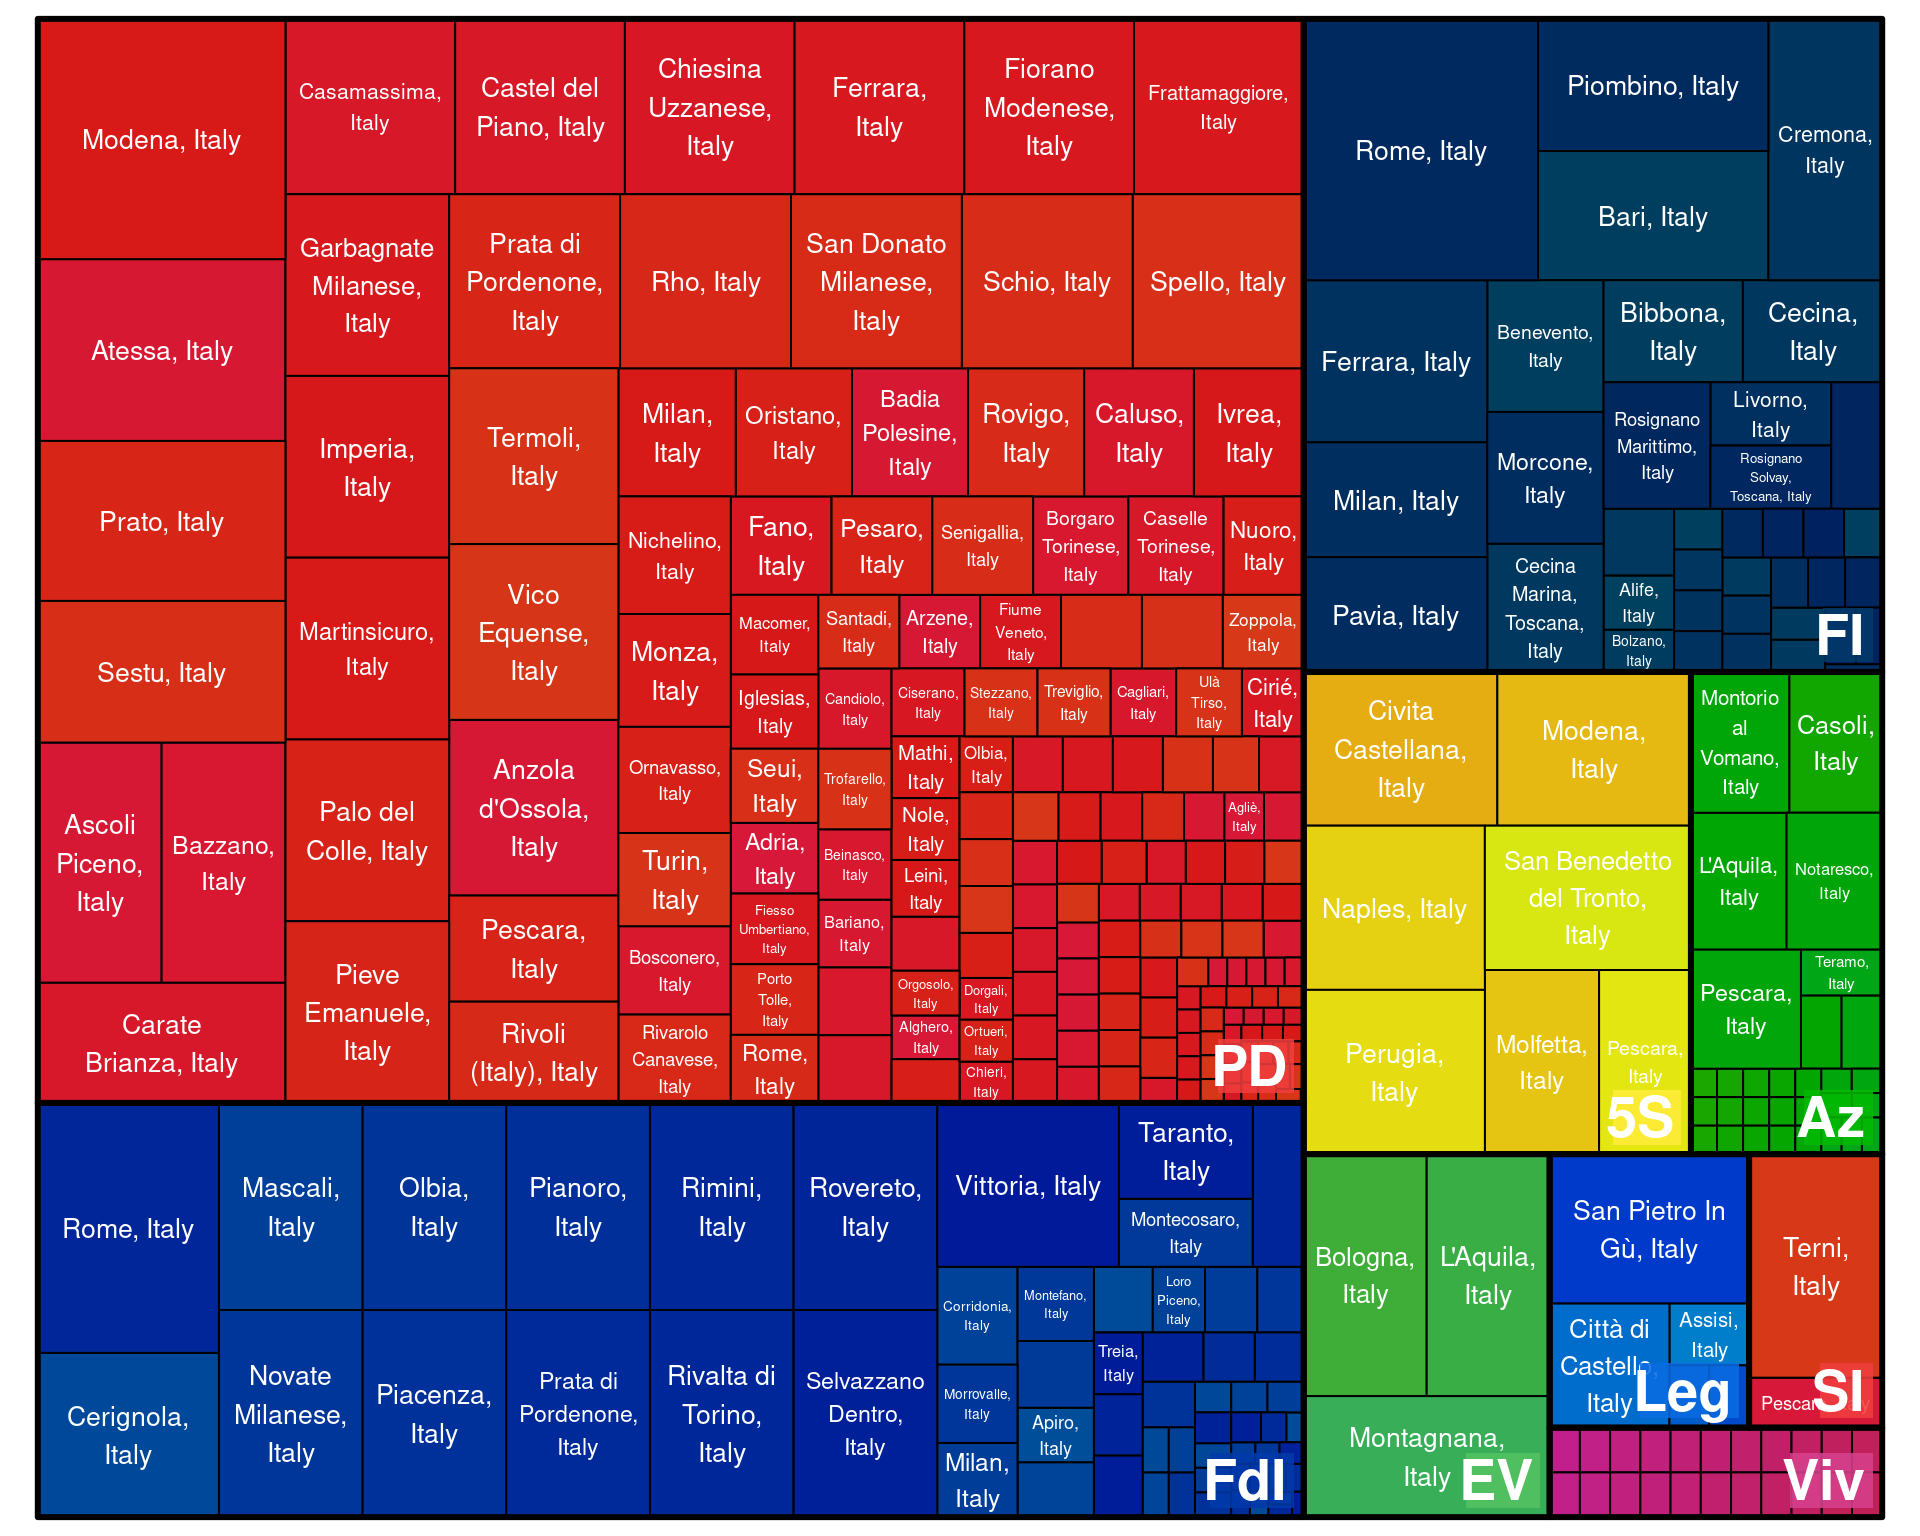 Modena, Italy
Casamassima,
Italy
Castel del
Piano, Italy
Chiesina
Uzzanese,
Italy
Ferrara,
Italy
Fiorano
Modenese,
Italy
Frattamaggiore,
Italy
Atessa, Italy
Garbagnate
Milanese,
Italy
Prata di
Pordenone,
Italy
Rho, Italy
San Donato
Milanese,
Italy
Schio, Italy
Spello, Italy
Prato, Italy
Imperia,
Italy
Termoli,
Italy
Milan,
Italy
Oristano,
Italy
Badia
Polesine,
Italy
Rovigo,
Italy
Caluso,
Italy
Ivrea,
Italy
Sestu, Italy
Martinsicuro,
Italy
Vico
Equense,
Italy
Nichelino,
Italy
Fano,
Italy
Pesaro,
Italy
Senigallia,
Italy
Borgaro
Torinese,
Italy
Caselle
Torinese,
Italy
Nuoro,
Italy
Monza,
Italy
Macomer,
Italy
Santadi,
Italy
Arzene,
Italy
Fiume
Veneto,
Italy
Zoppola,
Italy
Iglesias,
Italy
Candiolo,
Italy
Ciserano,
Italy
Stezzano,
Italy
Treviglio,
Italy
Cagliari,
Italy
Ulà
Tirso,
Italy
Cirié,
Italy
Ascoli
Piceno,
Italy
Bazzano,
Italy
Palo del
Colle, Italy
Anzola
d'Ossola,
Italy
Ornavasso,
Italy
Seui,
Italy
Trofarello,
Italy
Mathi,
Italy
Olbia,
Italy
Nole,
Italy
Agliè,
Italy
Turin,
Italy
Adria,
Italy
Beinasco,
Italy
Leinì,
Italy
Carate
Brianza, Italy
Pieve
Emanuele,
Italy
Pescara,
Italy
Bosconero,
Italy
Fiesso
Umbertiano,
Italy
Bariano,
Italy
Rivoli
(Italy), Italy
Rivarolo
Canavese,
Italy
Porto
Tolle,
Italy
Rome,
Italy
Orgosolo,
Italy
Dorgali,
Italy
Alghero,
Italy
Ortueri,
Italy
Chieri,
Italy
PD
Rome, Italy
Piombino, Italy
Bari, Italy
Cremona,
Italy
Ferrara, Italy
Benevento,
Italy
Bibbona,
Italy
Cecina,
Italy
Milan, Italy
Morcone,
Italy
Rosignano
Marittimo,
Italy
Livorno,
Italy
Rosignano
Solvay,
Toscana, Italy
Pavia, Italy
Cecina
Marina,
Toscana,
Italy
Alife,
Italy
Bolzano,
Italy
FI
Civita
Castellana,
Italy
Modena,
Italy
Naples, Italy
San Benedetto
del Tronto,
Italy
Perugia,
Italy
Molfetta,
Italy
Pescara,
Italy
5S
Montorio
al
Vomano,
Italy
Casoli,
Italy
L'Aquila,
Italy
Notaresco,
Italy
Pescara,
Italy
Teramo,
Italy
Az
Rome, Italy
Mascali,
Italy
Olbia,
Italy
Pianoro,
Italy
Rimini,
Italy
Rovereto,
Italy
Vittoria, Italy
Taranto,
Italy
Montecosaro,
Italy
Cerignola,
Italy
Novate
Milanese,
Italy
Piacenza,
Italy
Prata di
Pordenone,
Italy
Rivalta di
Torino,
Italy
Selvazzano
Dentro,
Italy
Corridonia,
Italy
Montefano,
Italy
Loro
Piceno,
Italy
Morrovalle,
Italy
Treia,
Italy
Apiro,
Italy
Milan,
Italy
FdI
Bologna,
Italy
L'Aquila,
Italy
Montagnana,
Italy
EV
San Pietro In
Gù, Italy
Città di
Castello,
Italy
Assisi,
Italy
Leg
Terni,
Italy
SI
Viv